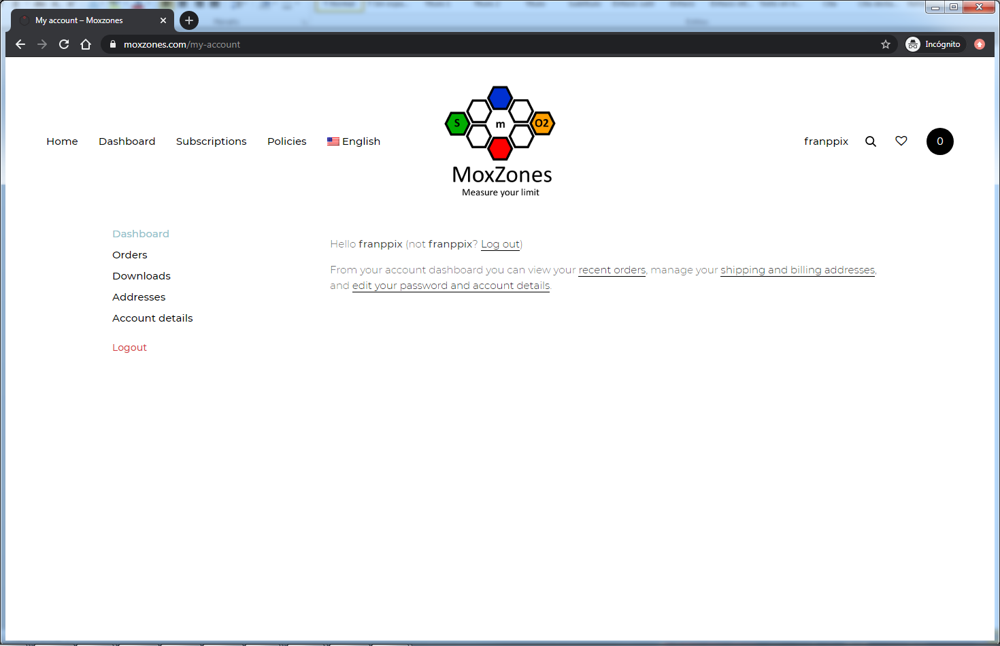 My account – Moxzones
moxzones.com/my-account
Incógnito
Home Dashboard Subscriptions Policies English
S m O2
MoxZones
Measure your limit
franppix 0
Dashboard
Orders
Downloads
Addresses
Account details
Logout
Hello franppix (not franppix? Log out)
From your account dashboard you can view your recent orders, manage your shipping and billing addresses,
and edit your password and account details.